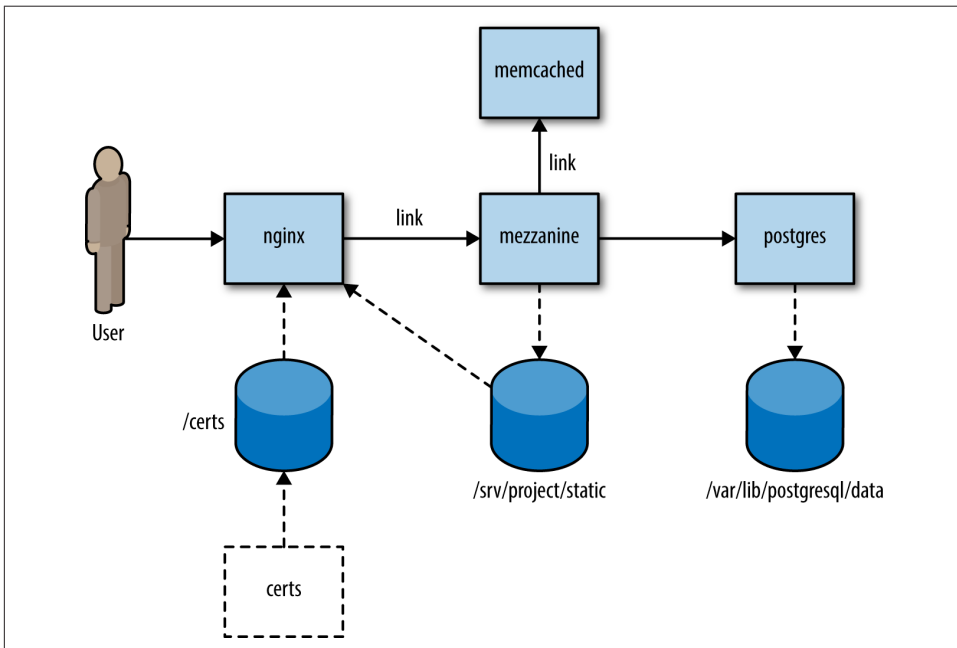 memcached
link
nginx
link
mezzanine
postgres
User
/certs
/srv/project/static
/var/lib/postgresql/data
certs